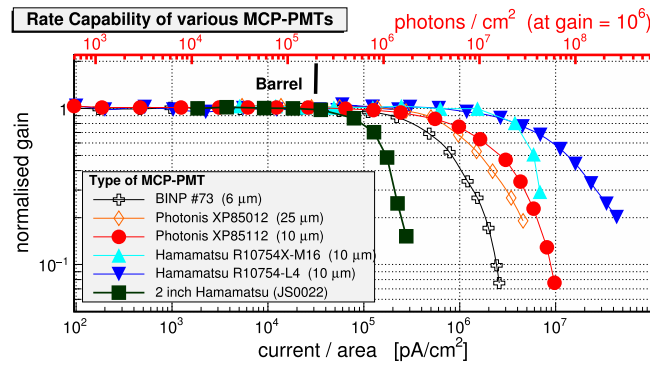 Rate Capability of various MCP-PMTs
photons / cm² (at gain = 10⁶)
10³ 10⁴ 10⁵ 10⁶ 10⁷ 10⁸
Barrel
normalised gain
1
10⁻¹
Type of MCP-PMT
BINP #73 (6 μm)
Photonis XP85012 (25 μm)
Photonis XP85112 (10 μm)
Hamamatsu R10754X-M16 (10 μm)
Hamamatsu R10754-L4 (10 μm)
2 inch Hamamatsu (JS0022)
10² 10³ 10⁴ 10⁵ 10⁶ 10⁷
current / area [pA/cm²]